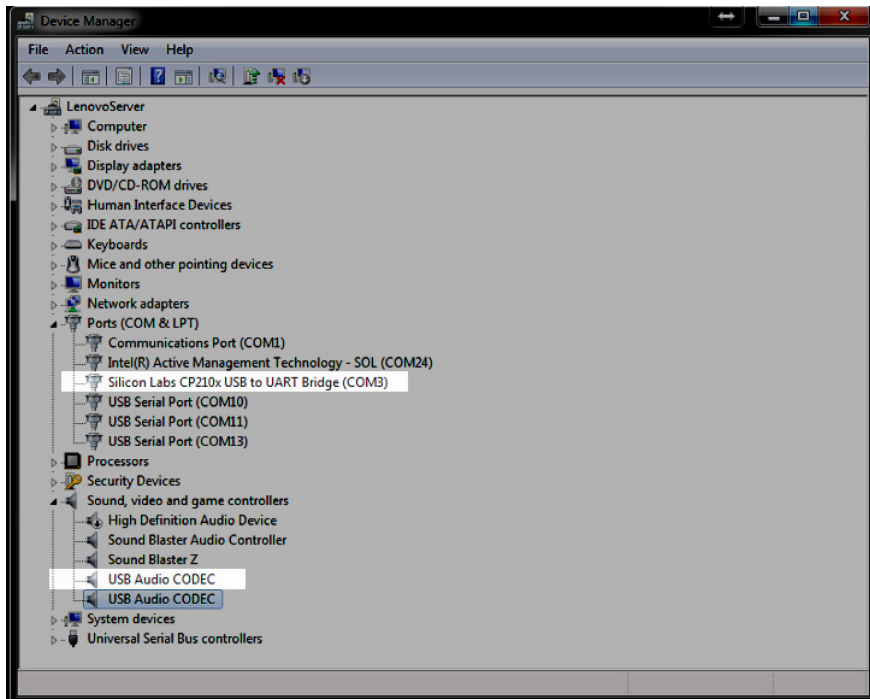 Device Manager
File Action View Help
LenovoServer
Computer
Disk drives
Display adapters
DVD/CD-ROM drives
Human Interface Devices
IDE ATA/ATAPI controllers
Keyboards
Mice and other pointing devices
Monitors
Network adapters
Ports (COM & LPT)
Communications Port (COM1)
Intel(R) Active Management Technology - SOL (COM24)
Silicon Labs CP210x USB to UART Bridge (COM3)
USB Serial Port (COM10)
USB Serial Port (COM11)
USB Serial Port (COM13)
Processors
Security Devices
Sound, video and game controllers
High Definition Audio Device
Sound Blaster Audio Controller
Sound Blaster Z
USB Audio CODEC
USB Audio CODEC
System devices
Universal Serial Bus controllers